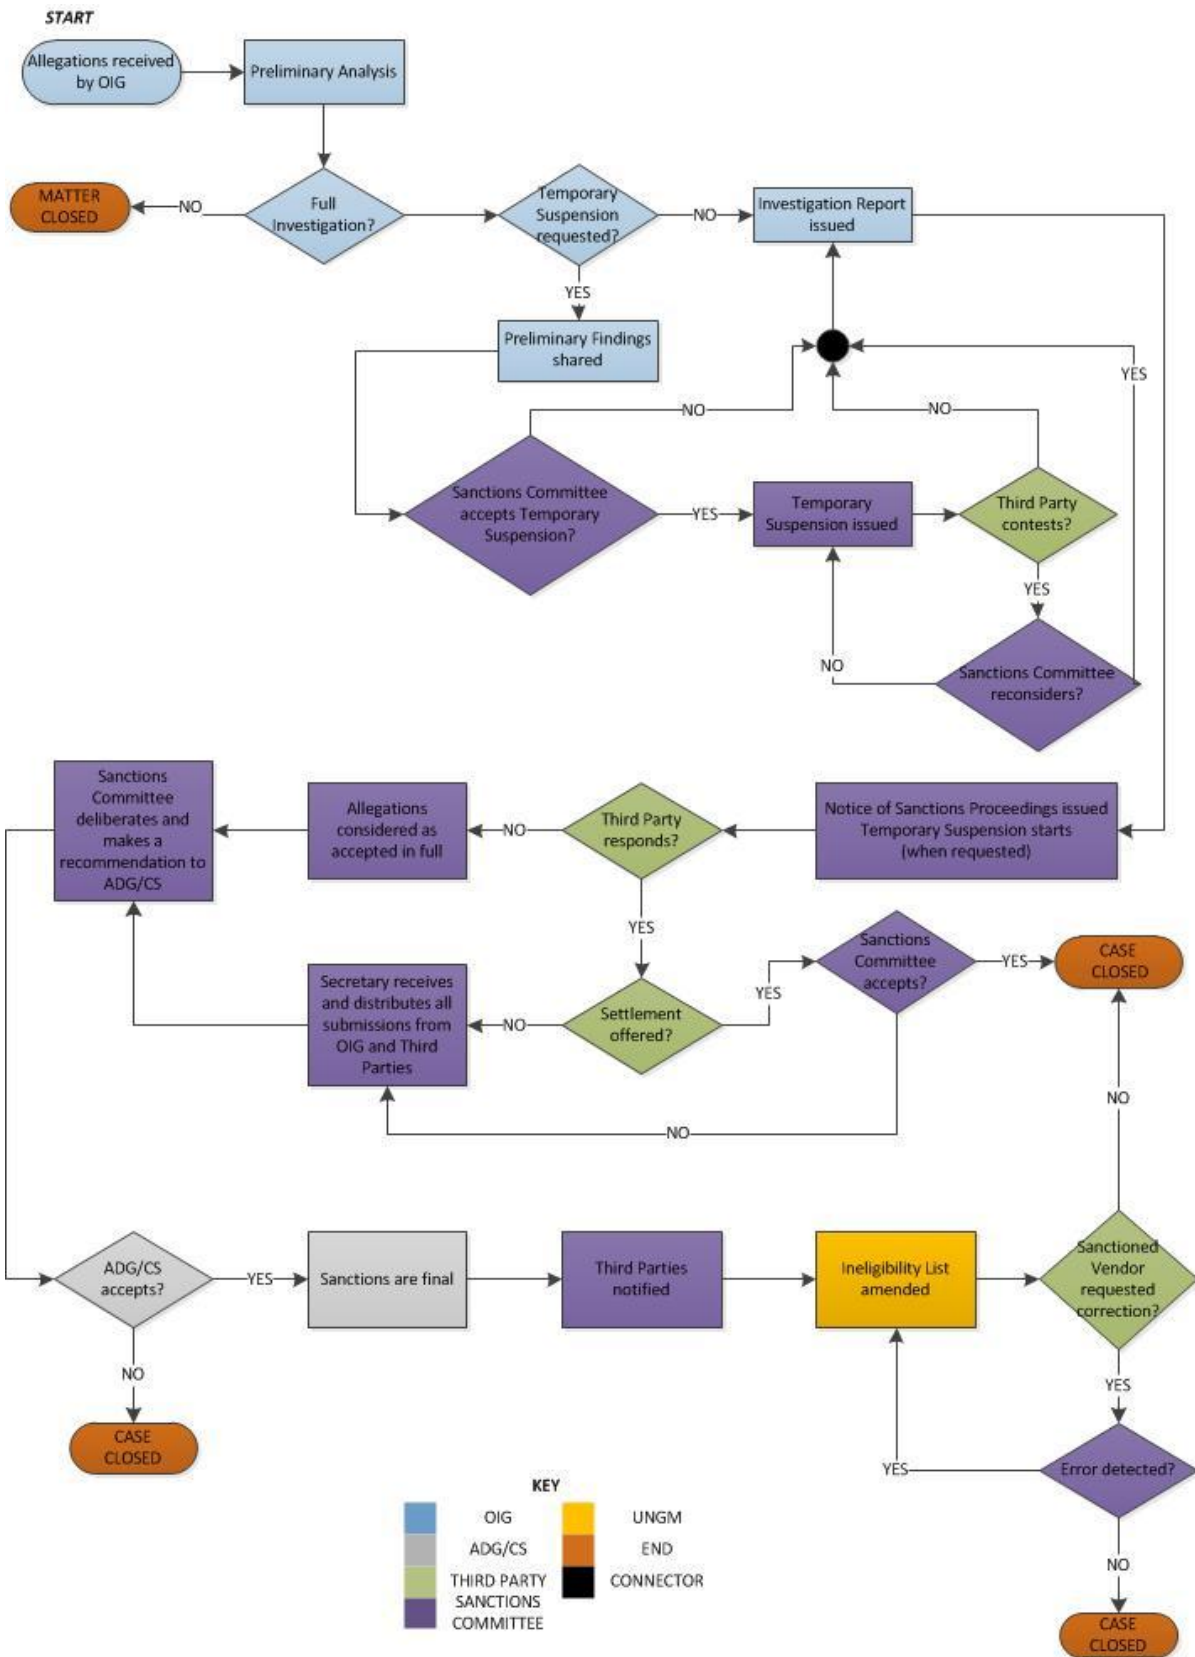 START
Allegations received
by OIG
Preliminary Analysis
MATTER
CLOSED
NO
Full
Investigation?
Temporary
Suspension
requested?
NO
Investigation Report
issued
YES
Preliminary Findings
shared
YES
NO
NO
Sanctions Committee
accepts Temporary
Suspension?
YES
Temporary
Suspension issued
Third Party
contests?
YES
NO
Sanctions Committee
reconsiders?
Sanctions
Committee
deliberates and
makes a
recommendation to
ADG/CS
Allegations
considered as
accepted in full
NO
Third Party
responds?
Notice of Sanctions Proceedings issued
Temporary Suspension starts
(when requested)
YES
Secretary receives
and distributes all
submissions from
OIG and Third
Parties
NO
Settlement
offered?
YES
Sanctions
Committee
accepts?
YES
CASE
CLOSED
NO
NO
ADG/CS
accepts?
YES
Sanctions are final
Third Parties
notified
Ineligibility List
amended
Sanctioned
Vendor
requested
correction?
NO
YES
CASE
CLOSED
YES
Error detected?
NO
CASE
CLOSED
KEY
OIG
UNGM
ADG/CS
END
THIRD PARTY
CONNECTOR
SANCTIONS
COMMITTEE